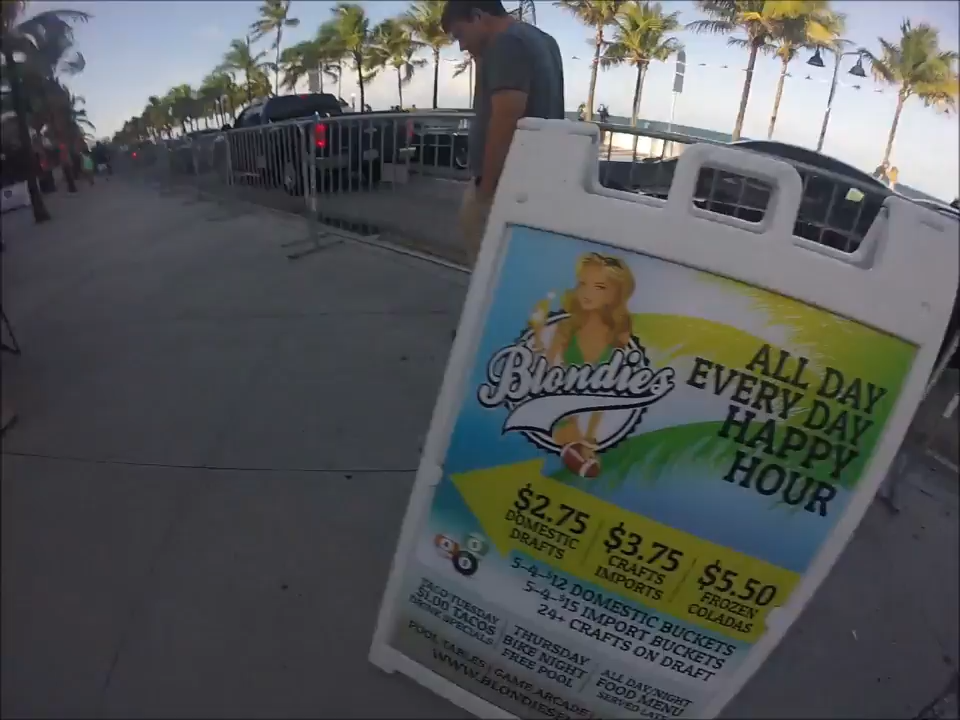 Blondies
ALL DAY
EVERY DAY
HAPPY
HOUR
$2.75
DOMESTIC
DRAFTS
$3.75
CRAFTS
IMPORTS
$5.50
FROZEN
COLADAS
5-4-$12 DOMESTIC BUCKETS
5-4-$15 IMPORT BUCKETS
24+ CRAFTS ON DRAFT
TACO TUESDAY
$1.00 TACOS
DRINK SPECIALS
THURSDAY
BIKE NIGHT
FREE POOL
ALL DAY/NIGHT
FOOD MENU
SERVED LATE
POOL TABLES | GAME ARCADE |